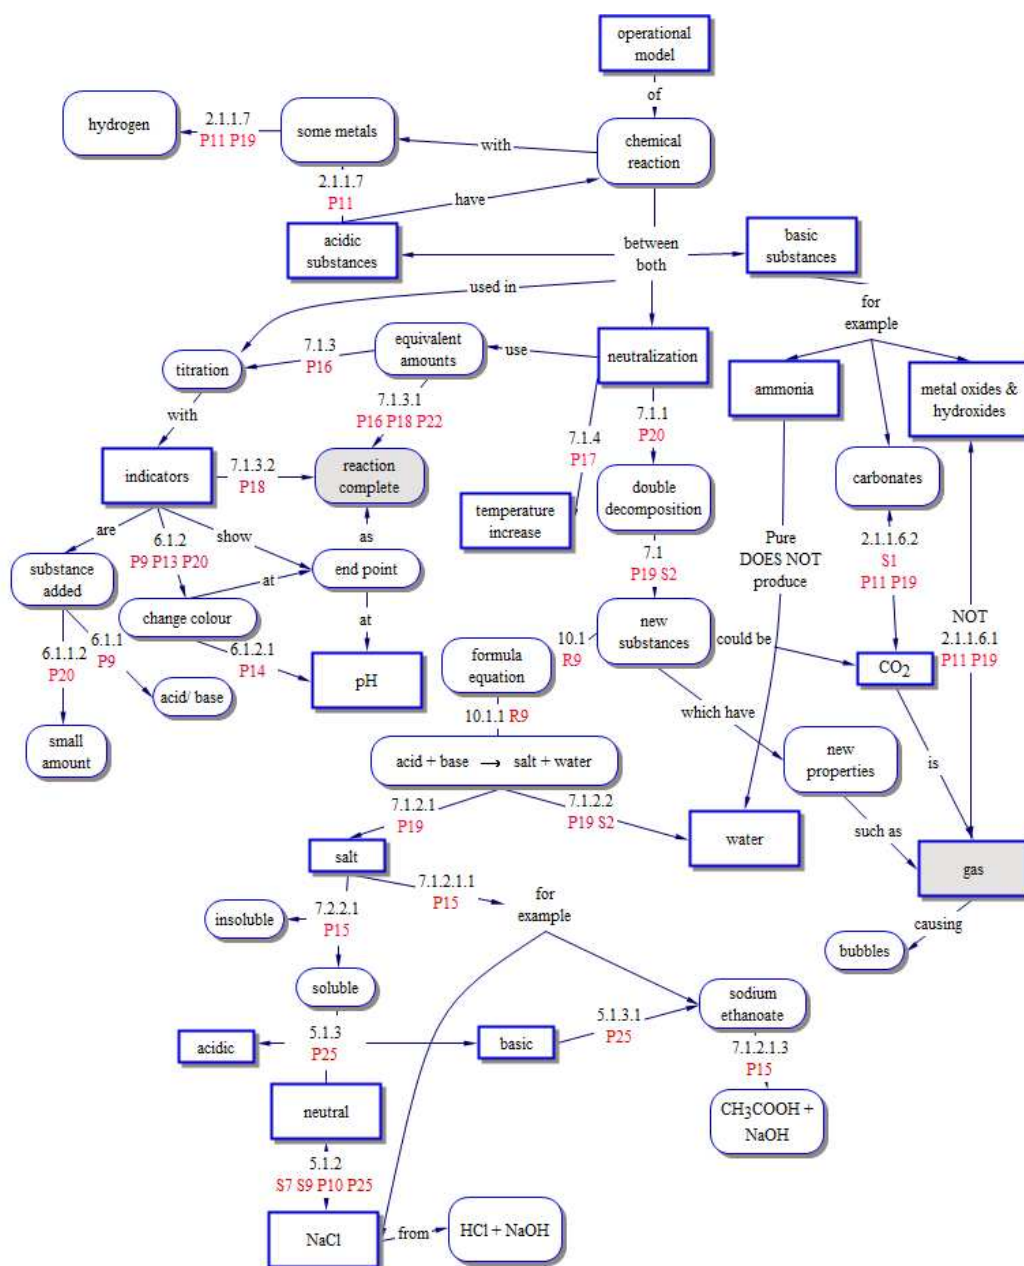 operational
model
of
hydrogen
2.1.1.7
P11 P19
some metals
with
chemical
reaction
2.1.1.7
P11
have
acidic
substances
between
both
basic
substances
used in
for
example
titration
7.1.3
P16
equivalent
amounts
use
neutralization
ammonia
metal oxides &
hydroxides
with
7.1.3.1
P16 P18 P22
7.1.4
P17
7.1.1
P20
indicators
7.1.3.2
P18
reaction
complete
temperature
increase
double
decomposition
carbonates
are
6.1.2
P9 P13 P20
show
as
Pure
DOES NOT
produce
2.1.1.6.2
S1
P11 P19
substance
added
end point
7.1
P19 S2
at
change colour
at
new
substances
NOT
2.1.1.6.1
P11 P19
6.1.1.2
P20
6.1.1
P9
6.1.2.1
P14
pH
formula
equation
10.1
R9
could be
CO2
acid/ base
10.1.1 R9
which have
small
amount
acid + base → salt + water
new
properties
is
7.1.2.1
P19
7.1.2.2
P19 S2
water
such as
salt
gas
7.1.2.1.1
P15
for
example
insoluble
7.2.2.1
P15
causing
bubbles
soluble
sodium
ethanoate
acidic
5.1.3
P25
basic
5.1.3.1
P25
7.1.2.1.3
P15
neutral
CH3COOH +
NaOH
5.1.2
S7 S9 P10 P25
NaCl
from
HCl + NaOH